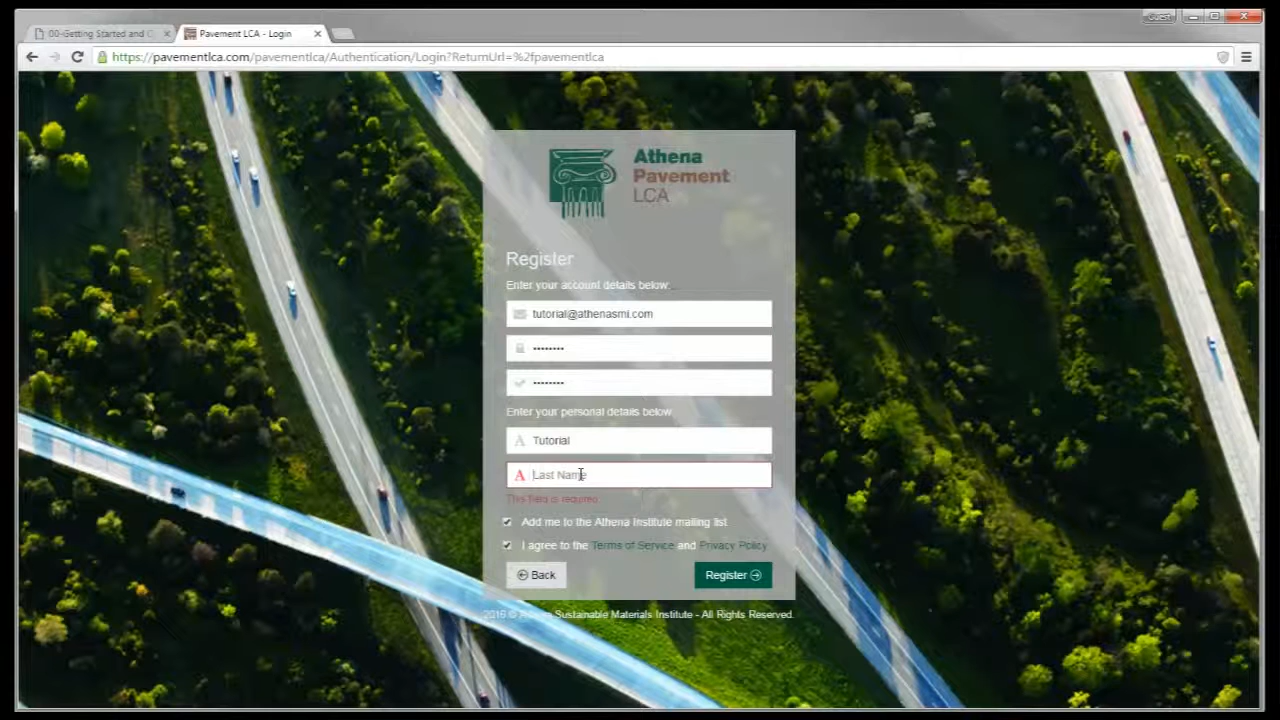 Guest
00-Getting Started and
Pavement LCA - Login
https://pavementlca.com/pavementlca/Authentication/Login?ReturnUrl=%2fpavementlca
Athena
Pavement
LCA
Register
Enter your account details below:
tutorial@athenasmi.com
••••••••
••••••••
Enter your personal details below:
A Tutorial
A Last Name
This field is required.
Add me to the Athena Institute mailing list
I agree to the Terms of Service and Privacy Policy
Back
Register
2016 © Athena Sustainable Materials Institute - All Rights Reserved.